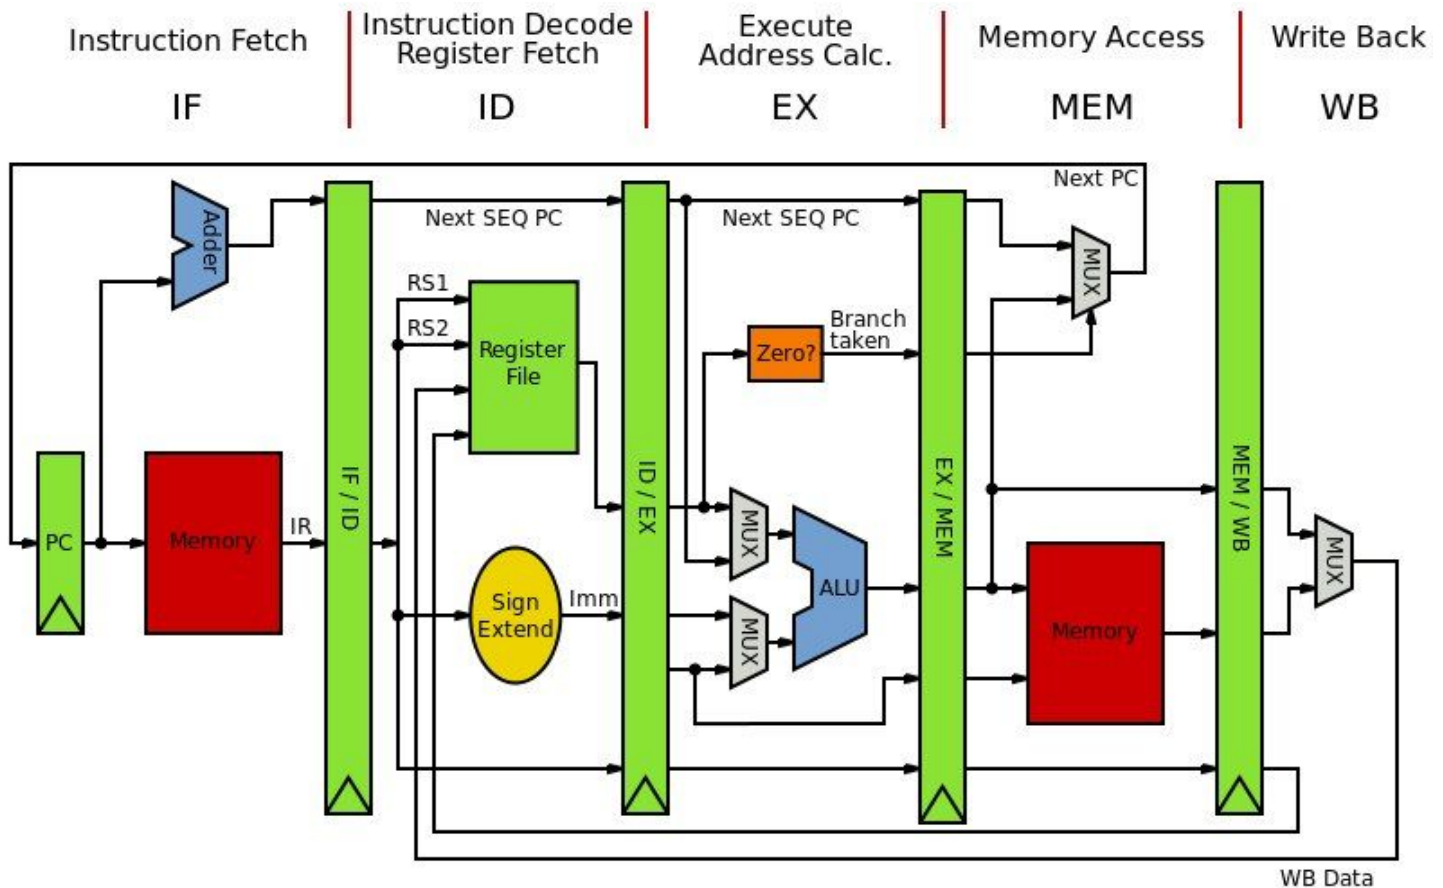 Instruction Fetch
IF
Instruction Decode
Register Fetch
ID
Execute
Address Calc.
EX
Memory Access
MEM
Write Back
WB
Next PC
Adder
Next SEQ PC
Next SEQ PC
MUX
RS1
RS2
Register
File
Branch
taken
Zero?
IF / ID
ID / EX
EX / MEM
MEM / WB
PC
Memory
IR
MUX
MUX
ALU
Sign
Extend
Imm
Memory
MUX
WB Data